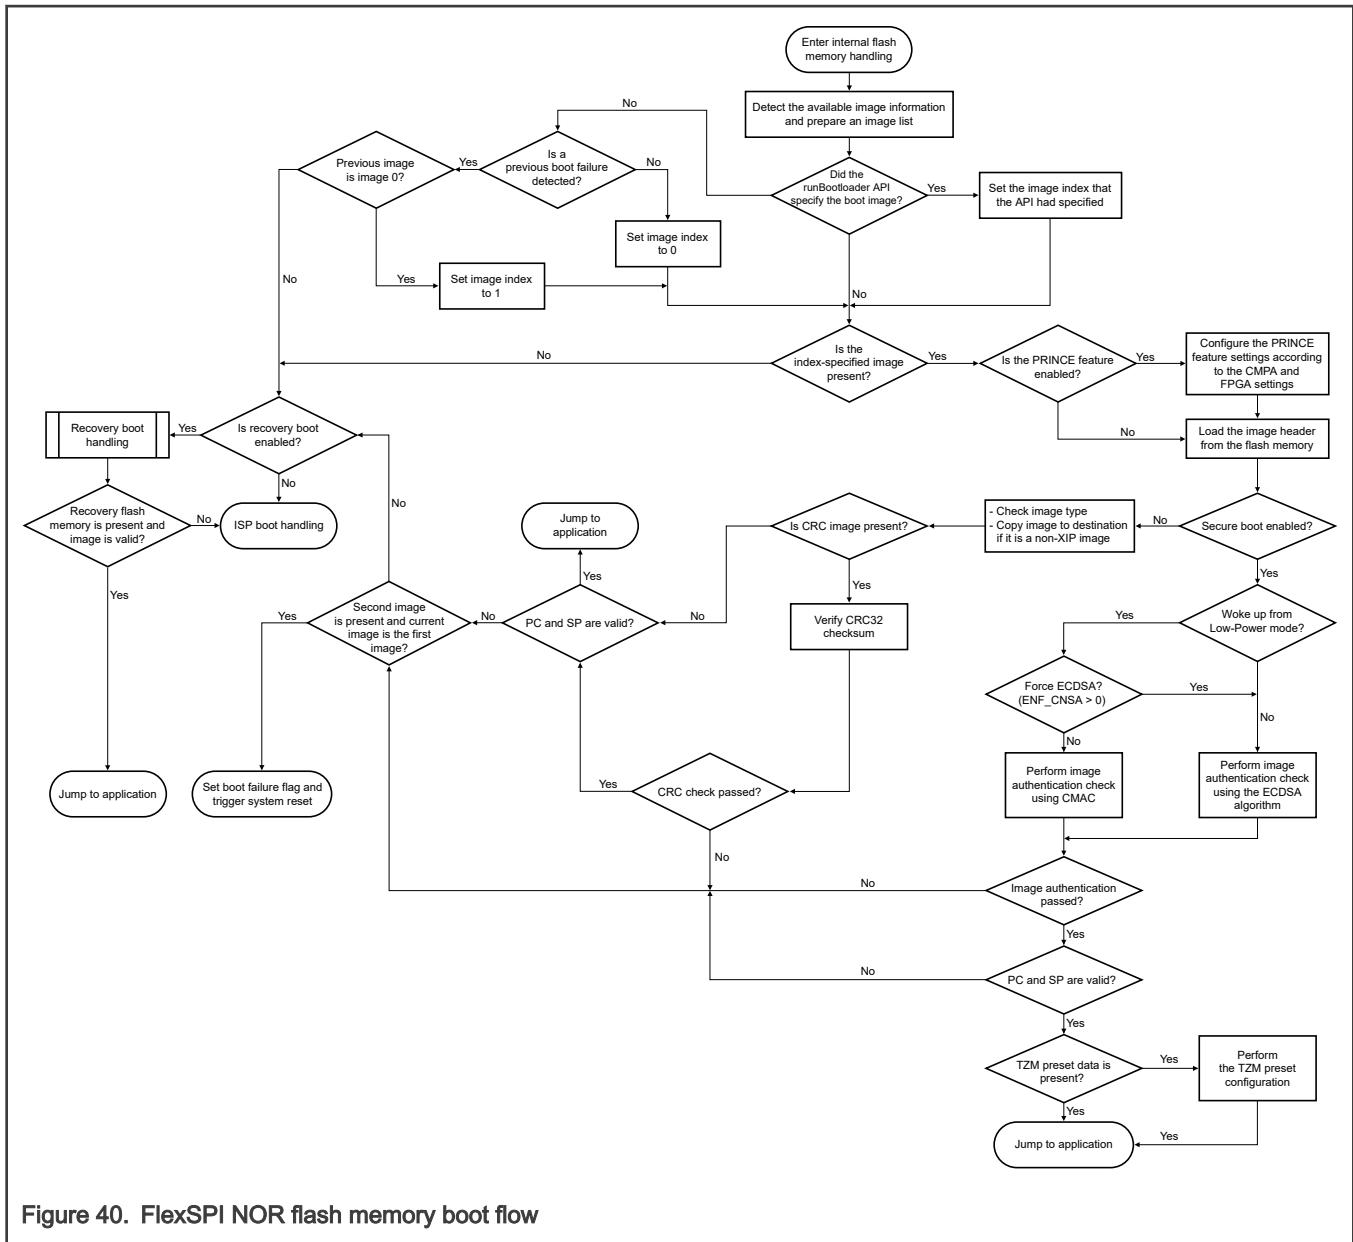 Enter internal flash
memory handling
Detect the available image information
and prepare an image list
No
Previous image
is image 0?
Yes
Is a
previous boot failure
detected?
No
Did the
runBootloader API
specify the boot image?
Yes
Set the image index that
the API had specified
Set image index
to 0
No
Yes
Set image index
to 1
No
Is the
index-specified image
present?
No
Yes
Is the PRINCE feature
enabled?
Yes
Configure the PRINCE
feature settings according
to the CMPA and
FPGA settings
No
Load the image header
from the flash memory
Recovery boot
handling
Yes
Is recovery boot
enabled?
No
Recovery flash
memory is present and
image is valid?
No
ISP boot handling
No
Jump to
application
Is CRC image present?
- Check image type
- Copy image to destination
if it is a non-XIP image
No
Secure boot enabled?
Yes
Yes
Yes
Yes
Second image
is present and current
image is the first
image?
Yes
No
PC and SP are valid?
No
Verify CRC32
checksum
Yes
Woke up from
Low-Power mode?
Force ECDSA?
(ENF_CNSA > 0)
Yes
No
No
Jump to application
Set boot failure flag and
trigger system reset
Yes
CRC check passed?
Perform image
authentication check
using CMAC
Perform image
authentication check
using the ECDSA
algorithm
No
No
Image authentication
passed?
Yes
No
PC and SP are valid?
Yes
TZM preset data is
present?
Yes
Perform
the TZM preset
configuration
Yes
Jump to application
Yes
Figure 40. FlexSPI NOR flash memory boot flow